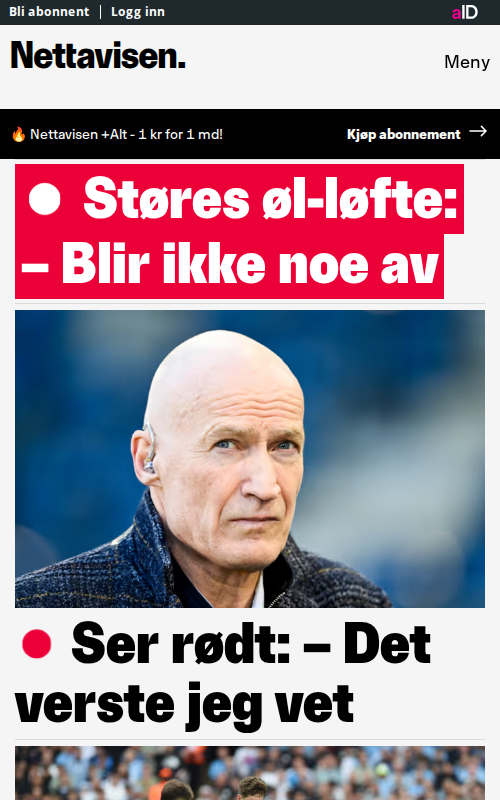 Bli abonnent | Logg inn
aID
Nettavisen.
Meny
🔥 Nettavisen +Alt - 1 kr for 1 md!
Kjøp abonnement →
Støres øl-løfte:
– Blir ikke noe av
Ser rødt: – Det
verste jeg vet